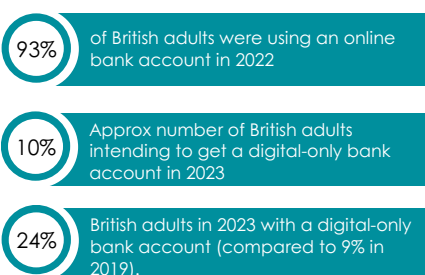 93%
of British adults were using an online
bank account in 2022
10%
Approx number of British adults
intending to get a digital-only bank
account in 2023
24%
British adults in 2023 with a digital-only
bank account (compared to 9% in
2019).